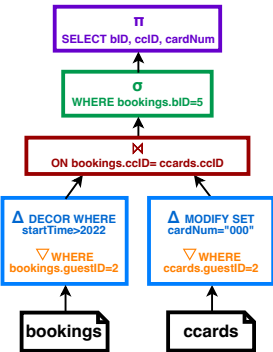 π
SELECT bID, ccID, cardNum
σ
WHERE bookings.bID=5
⋈
ON bookings.ccID= ccards.ccID
Δ DECOR WHERE
startTime>2022
▽ WHERE
bookings.guestID=2
Δ MODIFY SET
cardNum="000"
▽ WHERE
ccards.guestID=2
bookings
ccards